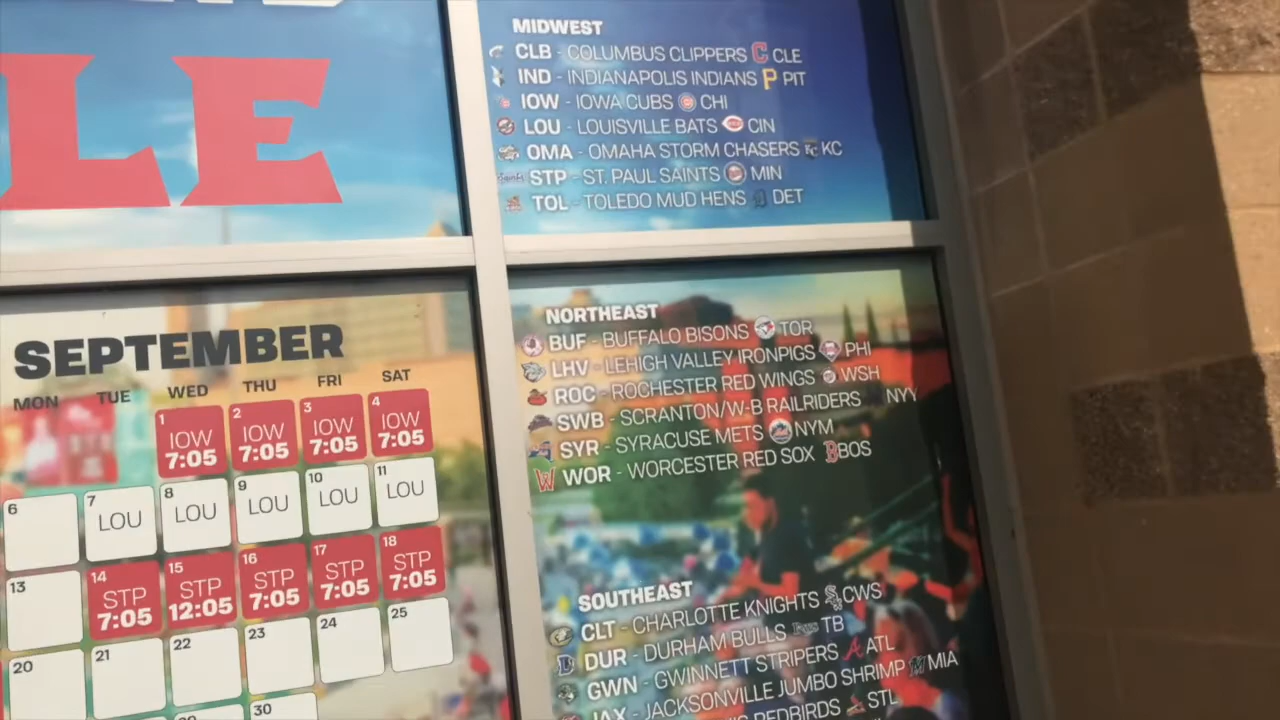 LE
MIDWEST
CLB - COLUMBUS CLIPPERS C CLE
IND - INDIANAPOLIS INDIANS P PIT
IOW - IOWA CUBS CHI
LOU - LOUISVILLE BATS CIN
OMA - OMAHA STORM CHASERS KC KC
STP - ST. PAUL SAINTS MIN
TOL - TOLEDO MUD HENS DET
SEPTEMBER
MON TUE WED THU FRI SAT
1 IOW 7:05
2 IOW 7:05
3 IOW 7:05
4 IOW 7:05
6
7 LOU
8 LOU
9 LOU
10 LOU
11 LOU
13
14 STP 7:05
15 STP 12:05
16 STP 7:05
17 STP 7:05
18 STP 7:05
20
21
22
23
24
25
29
30
NORTHEAST
BUF - BUFFALO BISONS TOR
LHV - LEHIGH VALLEY IRONPIGS PHI
ROC - ROCHESTER RED WINGS WSH
SWB - SCRANTON/W-B RAILRIDERS NYY
SYR - SYRACUSE METS NYM
W WOR - WORCESTER RED SOX B BOS
SOUTHEAST
CLT - CHARLOTTE KNIGHTS CWS
D DUR - DURHAM BULLS TB
GWN - GWINNETT STRIPERS A ATL
JAX - JACKSONVILLE JUMBO SHRIMP M MIA
REDBIRDS STL